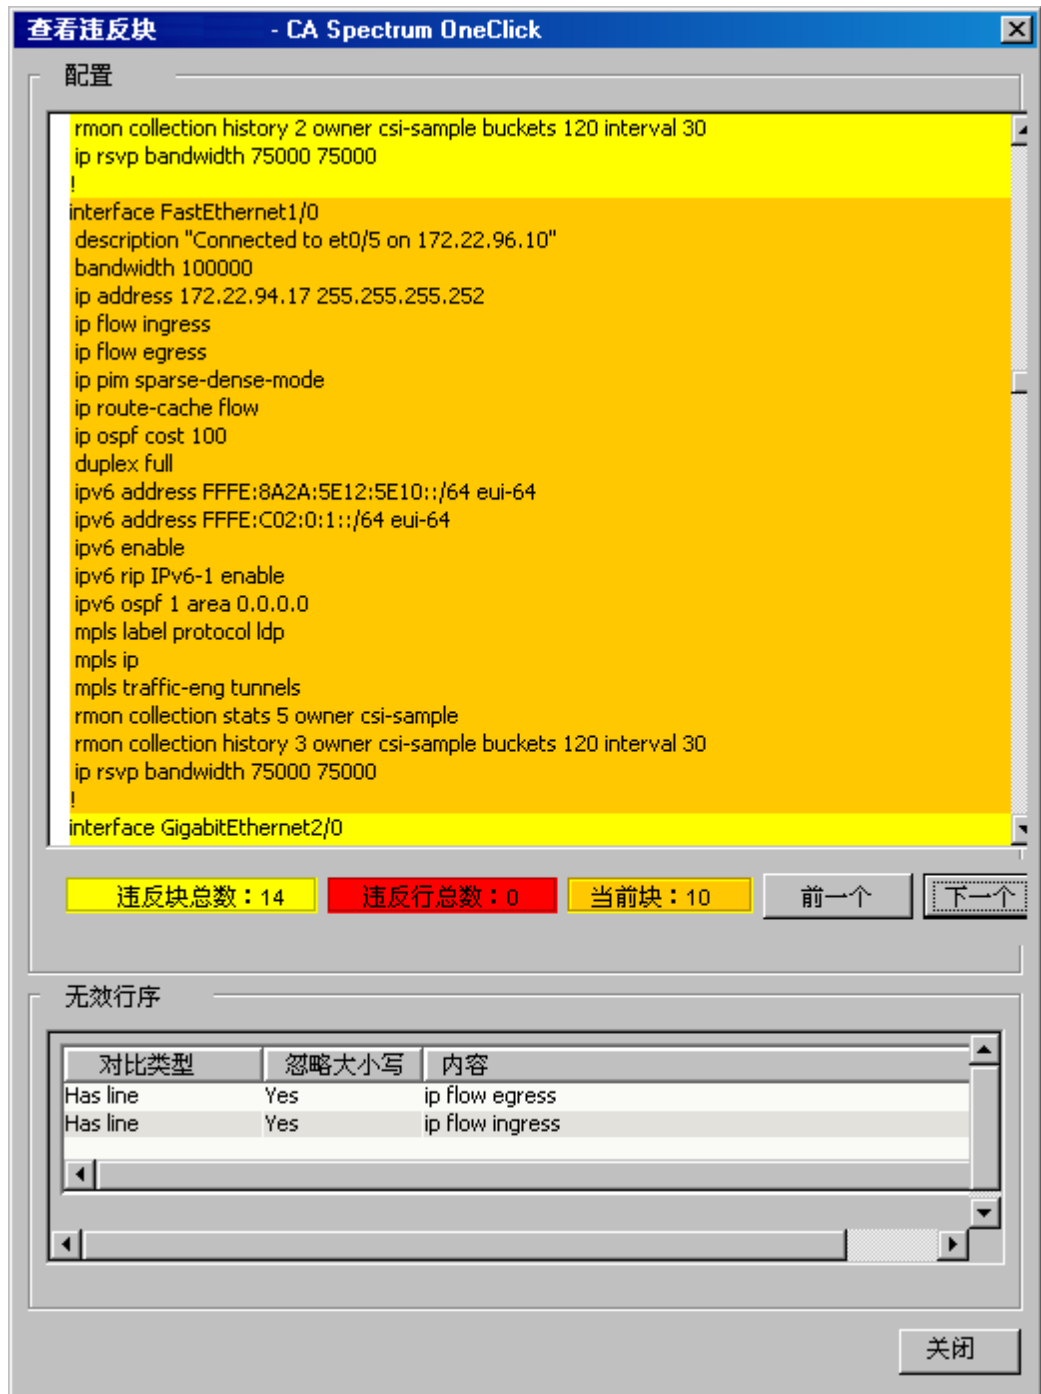 查看违反块 - CA Spectrum OneClick
配置
rmon collection history 2 owner csi-sample buckets 120 interval 30
ip rsvp bandwidth 75000 75000
!
interface FastEthernet1/0
description "Connected to et0/5 on 172.22.96.10"
bandwidth 100000
ip address 172.22.94.17 255.255.255.252
ip flow ingress
ip flow egress
ip pim sparse-dense-mode
ip route-cache flow
ip ospf cost 100
duplex full
ipv6 address FFFE:8A2A:5E12:5E10::/64 eui-64
ipv6 address FFFE:C02:0:1::/64 eui-64
ipv6 enable
ipv6 rip IPv6-1 enable
ipv6 ospf 1 area 0.0.0.0
mpls label protocol ldp
mpls ip
mpls traffic-eng tunnels
rmon collection stats 5 owner csi-sample
rmon collection history 3 owner csi-sample buckets 120 interval 30
ip rsvp bandwidth 75000 75000
!
interface GigabitEthernet2/0
违反块总数：14 违反行总数：0 当前块：10 前一个 下一个
无效行序
对比类型 忽略大小写 内容
Has line Yes ip flow egress
Has line Yes ip flow ingress
关闭